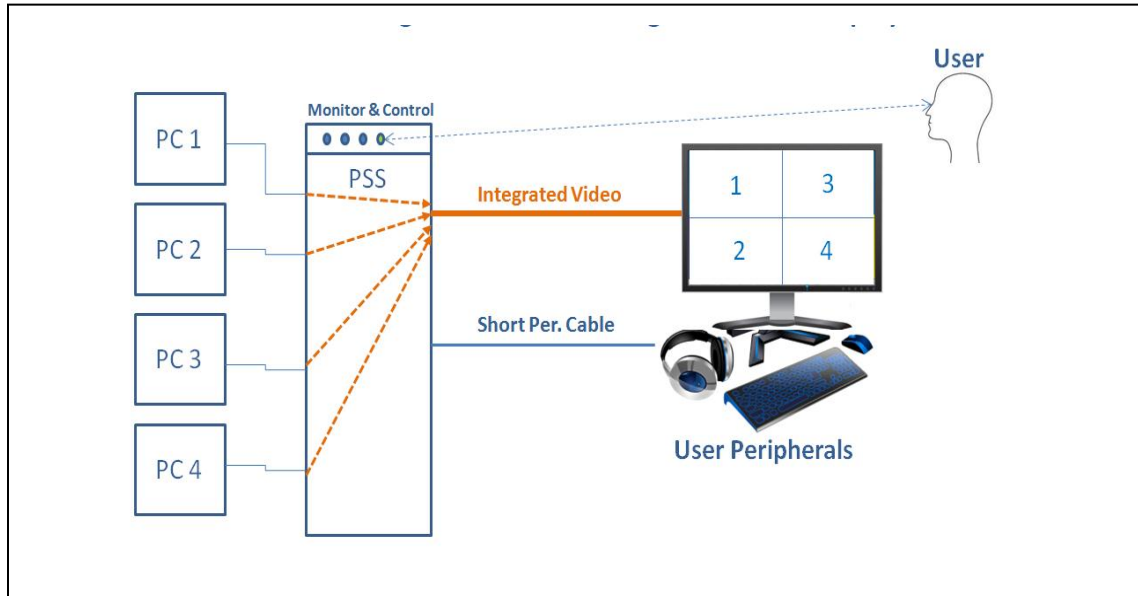 User
Monitor & Control
PC 1
PSS
PC 2
PC 3
PC 4
Integrated Video
Short Per. Cable
1
3
2
4
User Peripherals